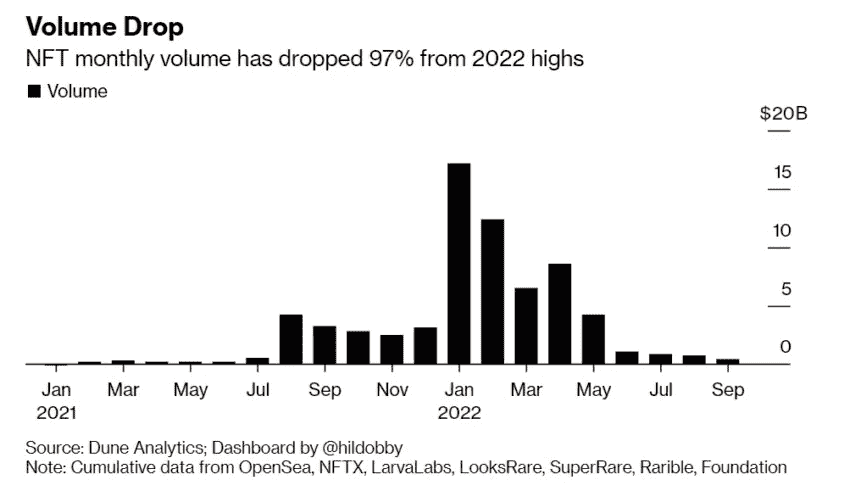 Volume Drop
NFT monthly volume has dropped 97% from 2022 highs
Volume
$20B
15
10
5
0
Jan Mar May Jul Sep Nov Jan Mar May Jul Sep
2021 2022
Source: Dune Analytics; Dashboard by @hildobby
Note: Cumulative data from OpenSea, NFTX, LarvaLabs, LooksRare, SuperRare, Rarible, Foundation